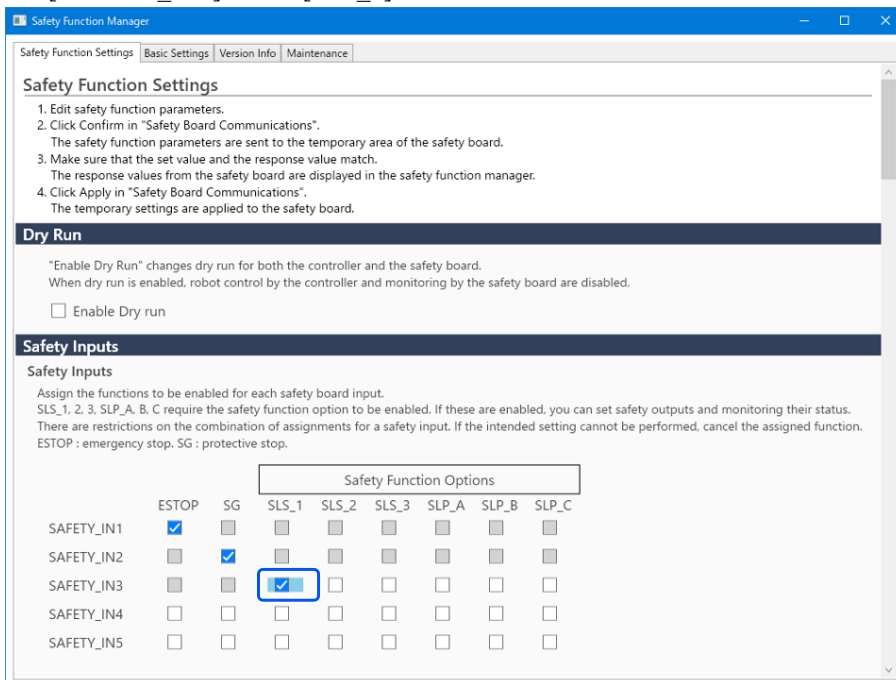 Safety Function Manager
Safety Function Settings Basic Settings Version Info Maintenance
Safety Function Settings
1. Edit safety function parameters.
2. Click Confirm in "Safety Board Communications".
The safety function parameters are sent to the temporary area of the safety board.
3. Make sure that the set value and the response value match.
The response values from the safety board are displayed in the safety function manager.
4. Click Apply in "Safety Board Communications".
The temporary settings are applied to the safety board.
Dry Run
"Enable Dry Run" changes dry run for both the controller and the safety board.
When dry run is enabled, robot control by the controller and monitoring by the safety board are disabled.
Enable Dry run
Safety Inputs
Safety Inputs
Assign the functions to be enabled for each safety board input.
SLS_1, 2, 3, SLP_A, B, C require the safety function option to be enabled. If these are enabled, you can set safety outputs and monitoring their status.
There are restrictions on the combination of assignments for a safety input. If the intended setting cannot be performed, cancel the assigned function.
ESTOP : emergency stop. SG : protective stop.
Safety Function Options
ESTOP SG SLS_1 SLS_2 SLS_3 SLP_A SLP_B SLP_C
SAFETY_IN1
SAFETY_IN2
SAFETY_IN3
SAFETY_IN4
SAFETY_IN5